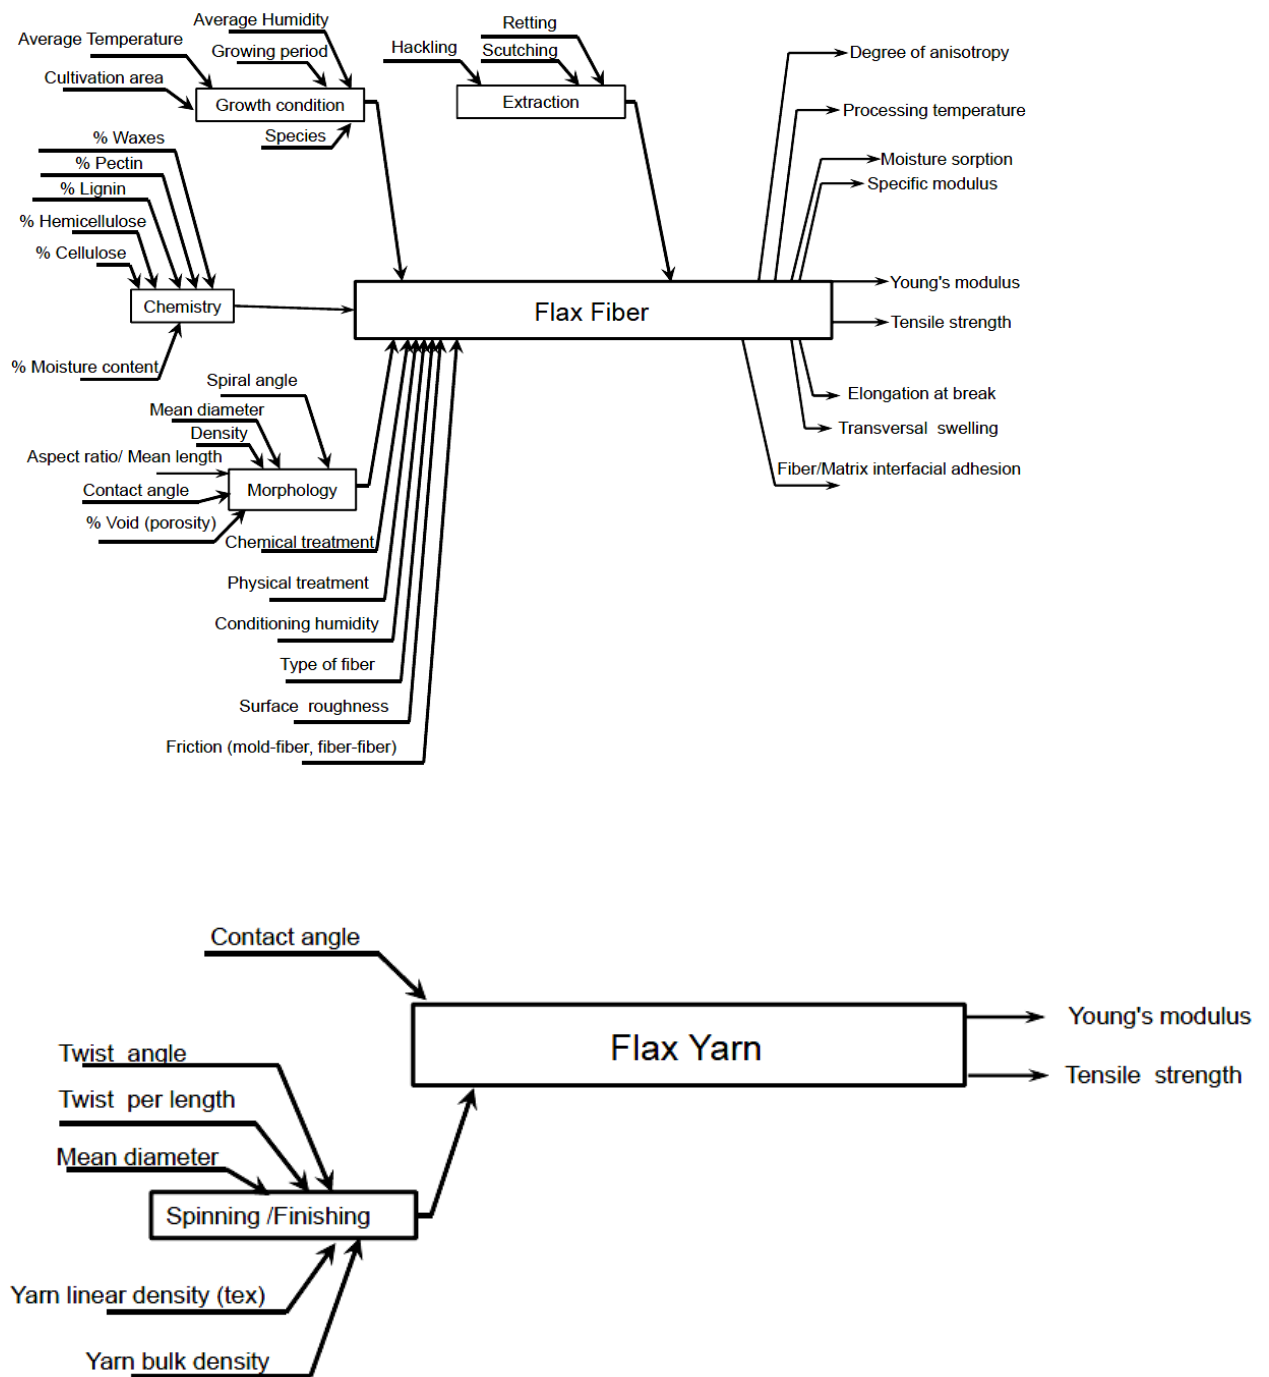 Average Humidity
Average Temperature
Growing period
Cultivation area
Growth condition
Species
Retting
Hackling
Scutching
Extraction
Degree of anisotropy
Processing temperature
Moisture sorption
Specific modulus
% Waxes
% Pectin
% Lignin
% Hemicellulose
% Cellulose
Chemistry
% Moisture content
Flax Fiber
Young's modulus
Tensile strength
Elongation at break
Transversal swelling
Fiber/Matrix interfacial adhesion
Spiral angle
Mean diameter
Density
Aspect ratio/ Mean length
Contact angle
Morphology
% Void (porosity)
Chemical treatment
Physical treatment
Conditioning humidity
Type of fiber
Surface roughness
Friction (mold-fiber, fiber-fiber)
Contact angle
Flax Yarn
Young's modulus
Tensile strength
Twist angle
Twist per length
Mean diameter
Spinning /Finishing
Yarn linear density (tex)
Yarn bulk density